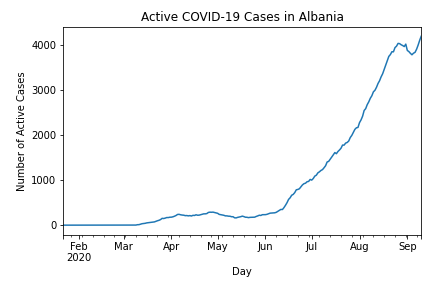 Active COVID-19 Cases in Albania
4000
3000
2000
1000
0
Number of Active Cases
Feb Mar Apr May Jun Jul Aug Sep
2020
Day